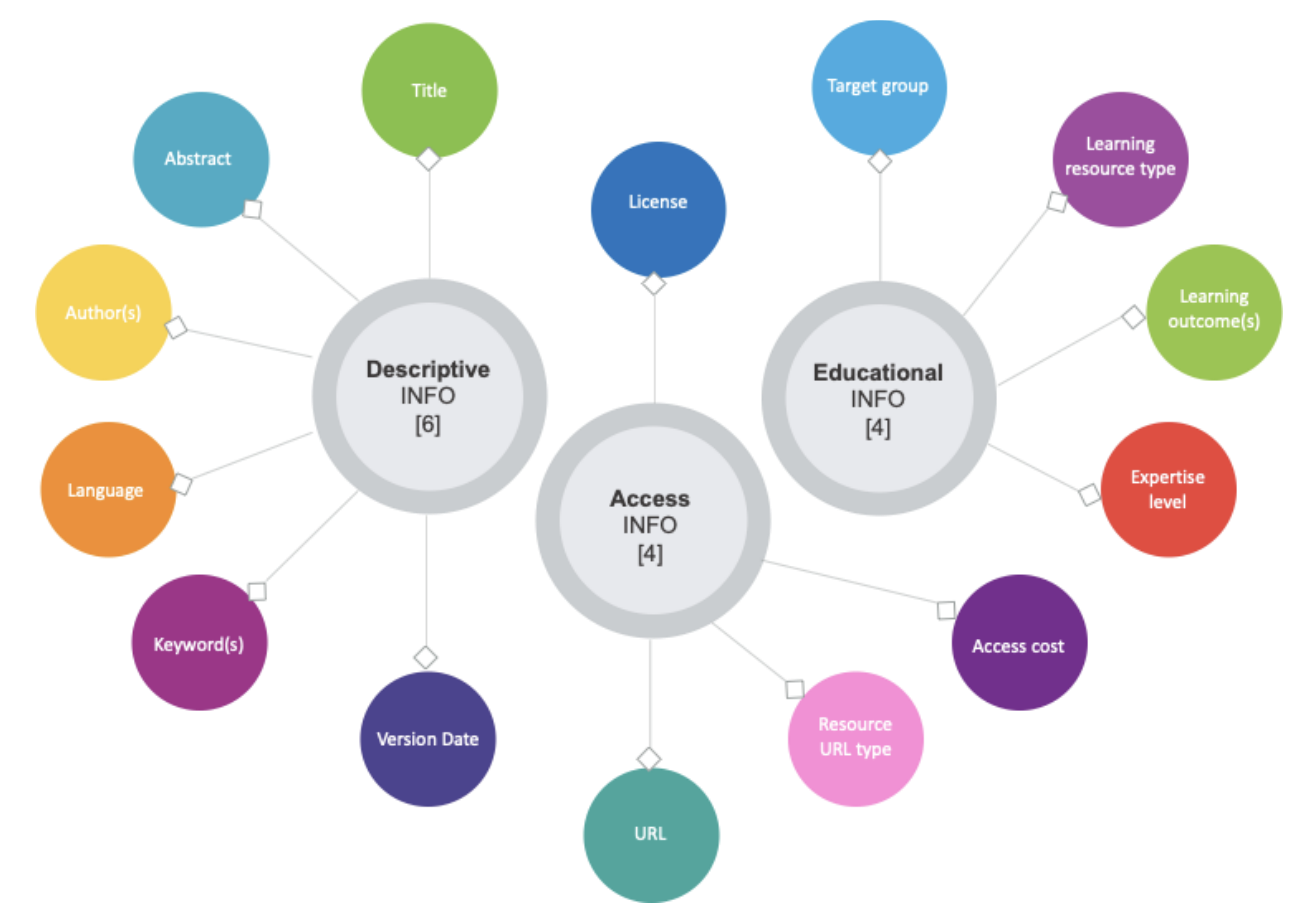 Title
Abstract
Author(s)
Language
Keyword(s)
Version Date
Descriptive
INFO
[6]
License
Access
INFO
[4]
URL
Resource
URL type
Access cost
Target group
Learning
resource type
Learning
outcome(s)
Expertise
level
Educational
INFO
[4]